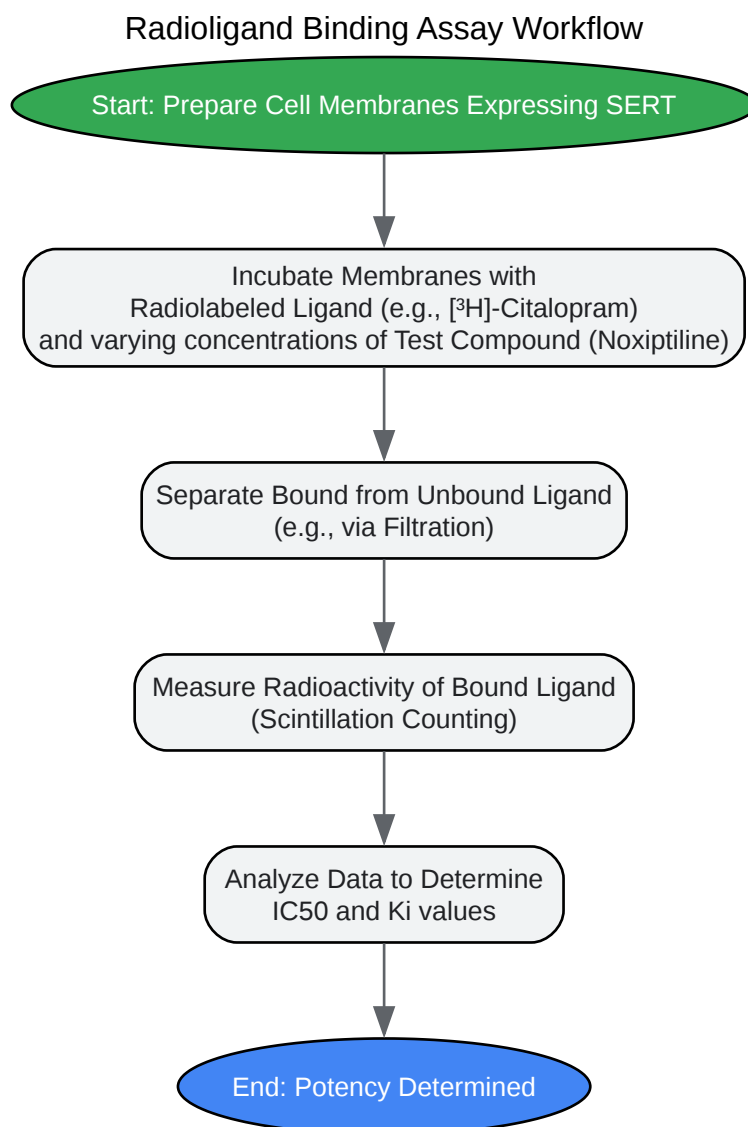 Radioligand Binding Assay Workflow
Start: Prepare Cell Membranes Expressing SERT
Incubate Membranes with
Radiolabeled Ligand (e.g., [³H]-Citalopram)
and varying concentrations of Test Compound (Noxiptiline)
Separate Bound from Unbound Ligand
(e.g., via Filtration)
Measure Radioactivity of Bound Ligand
(Scintillation Counting)
Analyze Data to Determine
IC50 and Ki values
End: Potency Determined